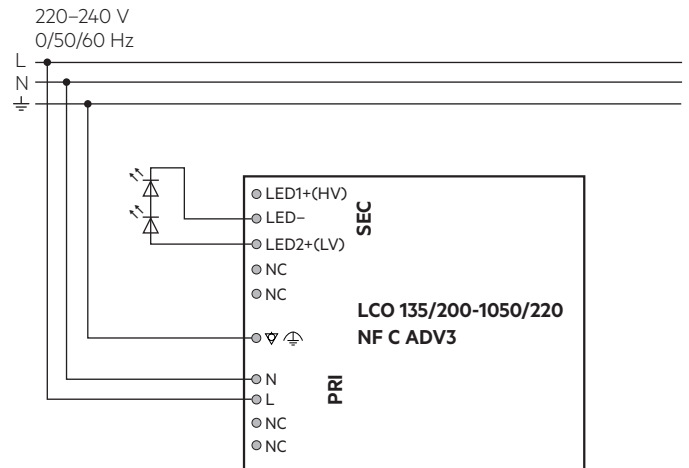 220–240 V
0/50/60 Hz
L
N
LED1+(HV)
LED–
SEC
LED2+(LV)
NC
NC
LCO 135/200-1050/220
NF C ADV3
N
PRI
L
NC
NC